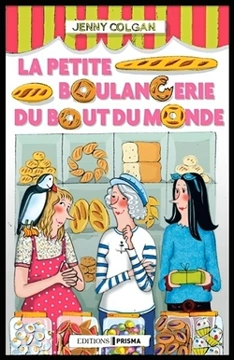 JENNY COLGAN
LA PETITE
BOULANGERIE
DU BOUT DU MONDE
EDITIONS PRISMA